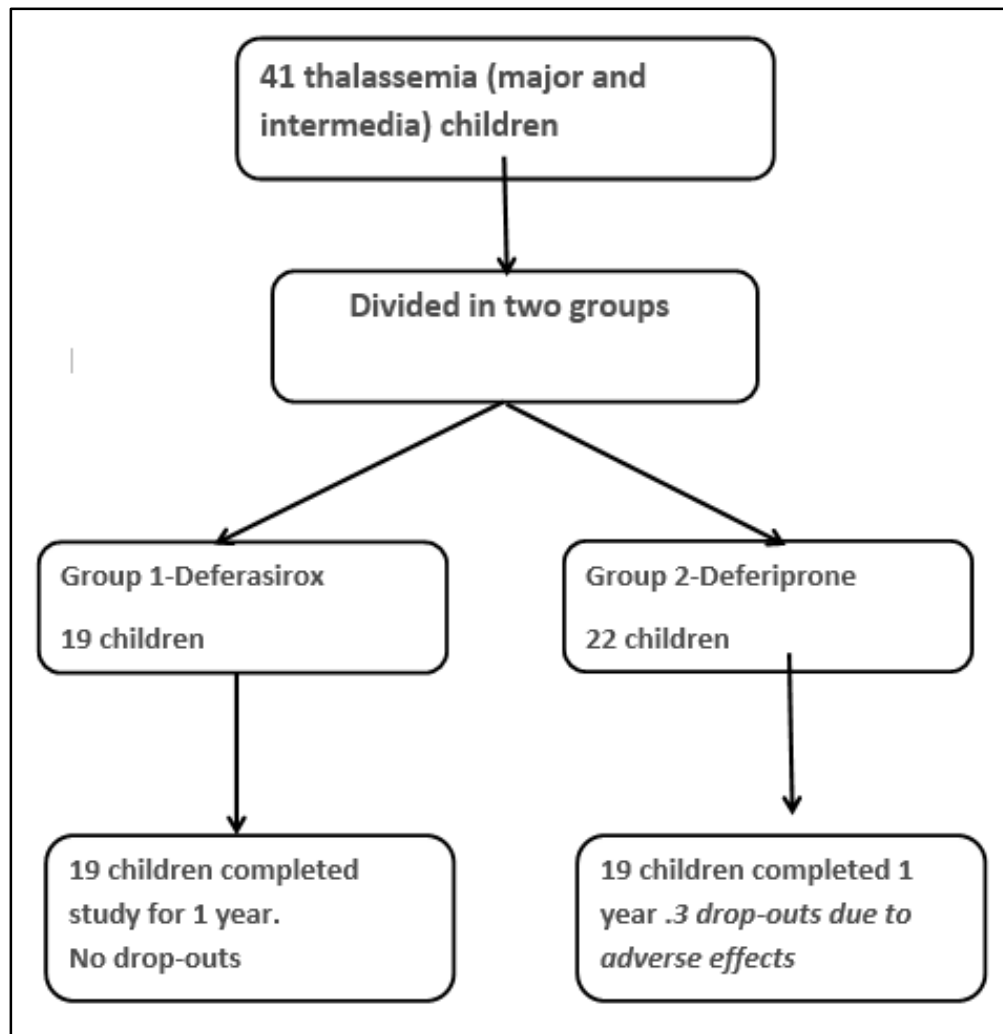 41 thalassemia (major and
intermedia) children
Divided in two groups
Group 1-Deferasirox
19 children
Group 2-Deferiprone
22 children
19 children completed
study for 1 year.
No drop-outs
19 children completed 1
year .3 drop-outs due to
adverse effects